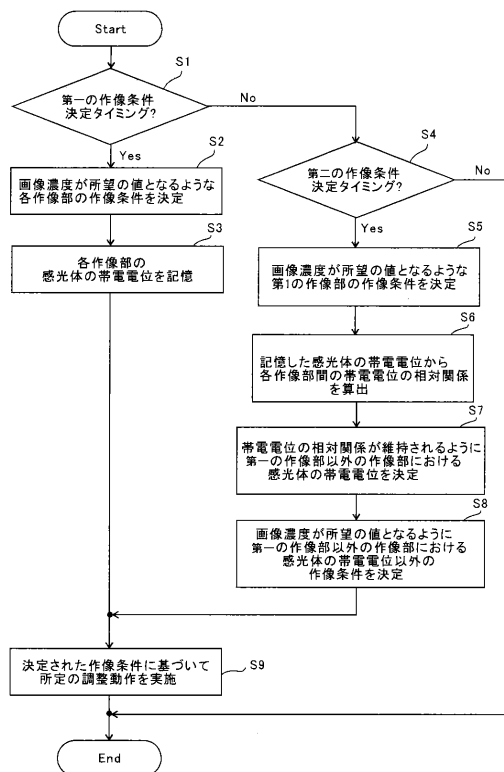 Start
S1
第一の作像条件
決定タイミング?
No
Yes
S2
画像濃度が所望の値となるような
各作像部の作像条件を決定
S3
各作像部の
感光体の帯電電位を記憶
S4
第二の作像条件
決定タイミング?
No
Yes
S5
画像濃度が所望の値となるような
第1の作像部の作像条件を決定
S6
記憶した感光体の帯電電位から
各作像部間の帯電電位の相対関係
を算出
S7
帯電電位の相対関係が維持されるように
第一の作像部以外の作像部における
感光体の帯電電位を決定
S8
画像濃度が所望の値となるように
第一の作像部以外の作像部における
感光体の帯電電位以外の
作像条件を決定
決定された作像条件に基づいて
所定の調整動作を実施
S9
End